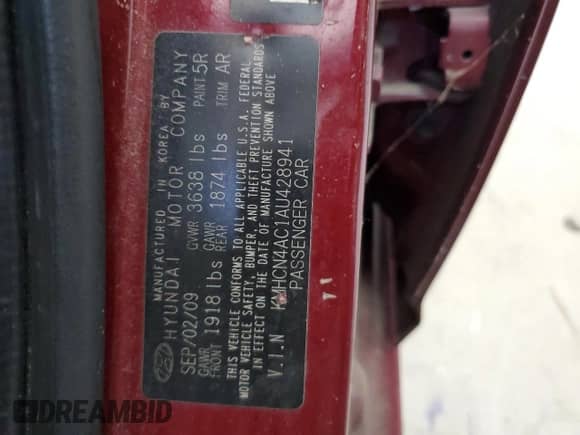 MANUFACTURED IN KOREA BY
HYUNDAI MOTOR COMPANY
SEP/02/09 GVWR 3638 lbs PAINT 5R
GAWR FRONT 1918 lbs GAWR REAR 1874 lbs TRIM AR
THIS VEHICLE CONFORMS TO ALL APPLICABLE U.S.A. FEDERAL
MOTOR VEHICLE SAFETY, BUMPER, AND THEFT PREVENTION STANDARDS
IN EFFECT ON THE DATE OF MANUFACTURE SHOWN ABOVE
V.I.N KMHCN4AC1AU428941
PASSENGER CAR
DREAMBID